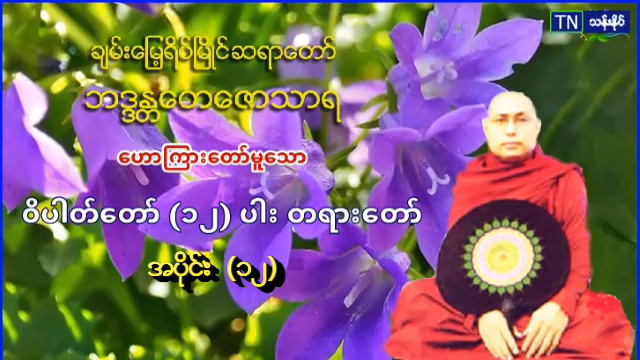 TN သန်းနိုင်
ချမ်းမြေ့ရိပ်မြိုင်ဆရာတော်
ဘဒ္ဒန္တတေဇောသာရ
ဟောကြားတော်မူသော
ဝိပါတ်တော် (၁၂) ပါး တရားတော်
အပိုင်း (၁၂)